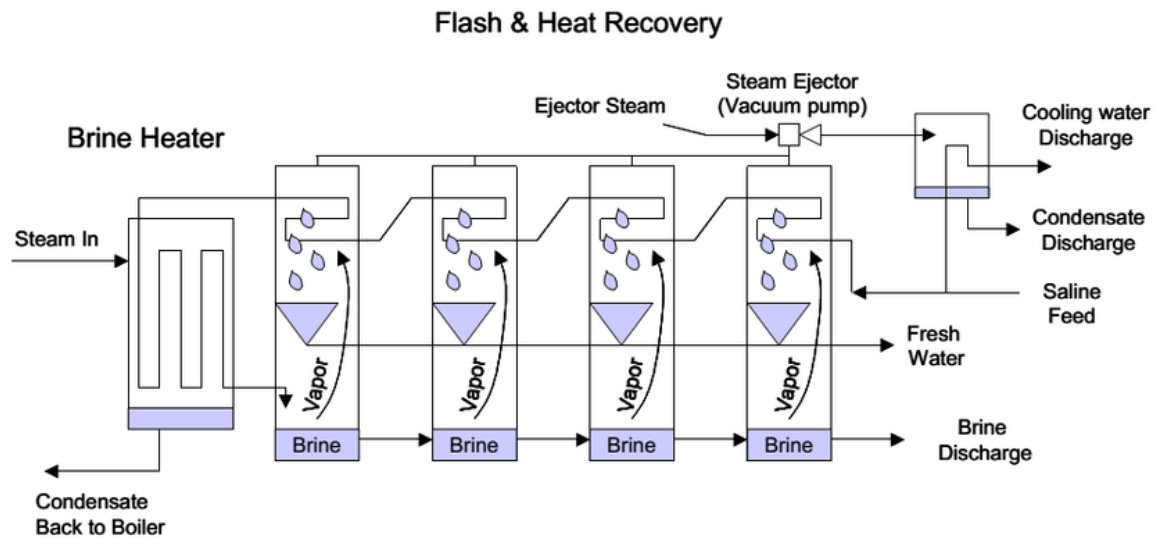 Flash & Heat Recovery
Steam Ejector
(Vacuum pump)
Ejector Steam
Cooling water
Discharge
Brine Heater
Steam In
Condensate
Discharge
Saline
Feed
Fresh
Water
Vapor
Vapor
Vapor
Vapor
Brine
Brine
Brine
Brine
Brine
Discharge
Condensate
Back to Boiler